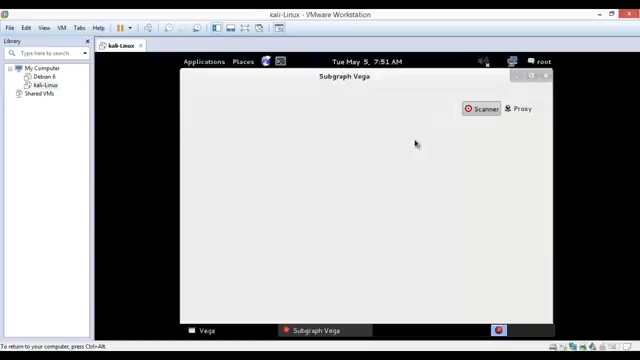 kali-Linux - VMware Workstation
File Edit View VM Tabs Help
Library
Type here to search
My Computer
Debian 6
kali-Linux
Shared VMs
kali-Linux
Applications Places Tue May 5, 7:51 AM root
Subgraph Vega
Scanner Proxy
Vega Subgraph Vega
To return to your computer, press Ctrl+Alt.